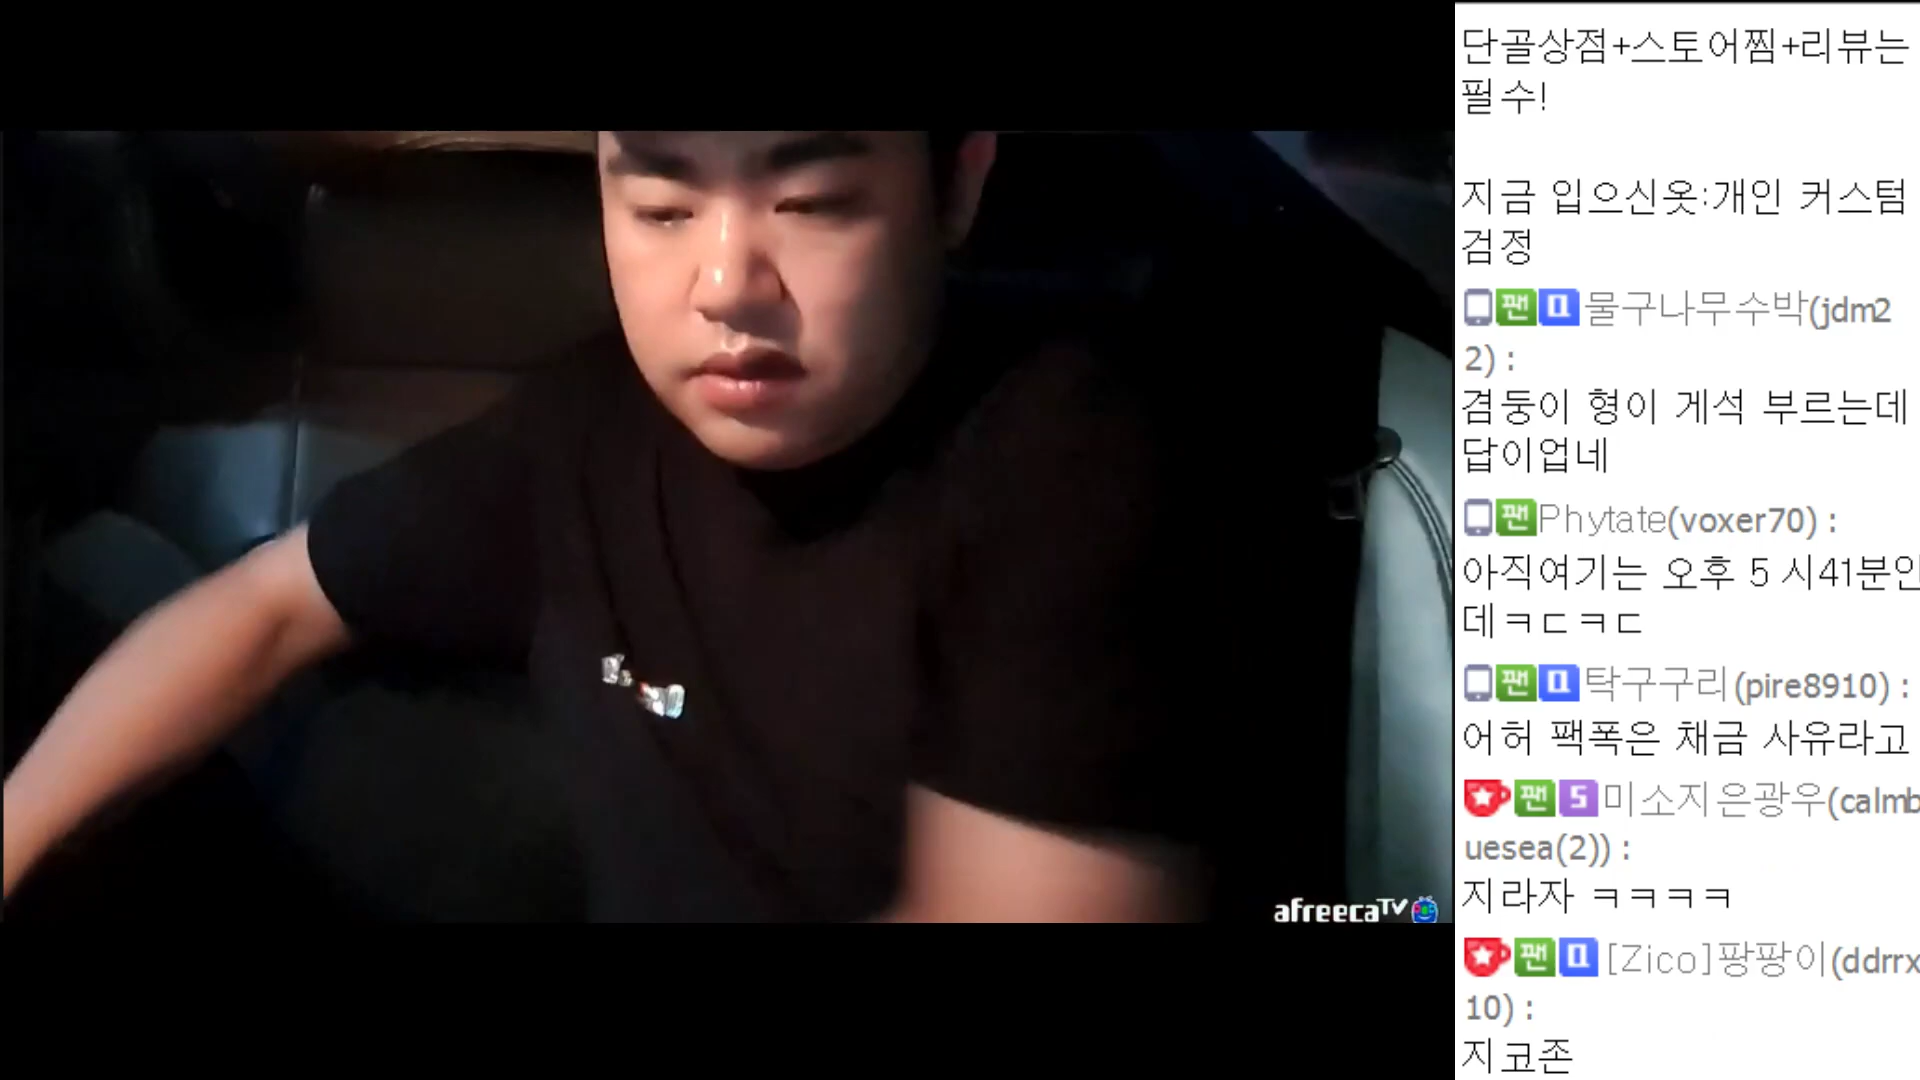 단골상점+스토어찜+리뷰는
필수!
지금 입으신옷:개인 커스텀
검정
팬 물구나무수박(jdm2
2) :
겸둥이 형이 게석 부르는데
답이업네
팬 Phytate(voxer70) :
아직여기는 오후 5시41분인
데ㅋㄷㅋㄷ
팬 탁구구리(pire8910) :
어허 팩폭은 채금 사유라고
팬 S 미소지은광우(calmb
uesea(2)) :
지라자 ㅋㅋㅋㅋ
팬 [Zico]팡팡이(ddrrx
10) :
지코존
afreecaTV